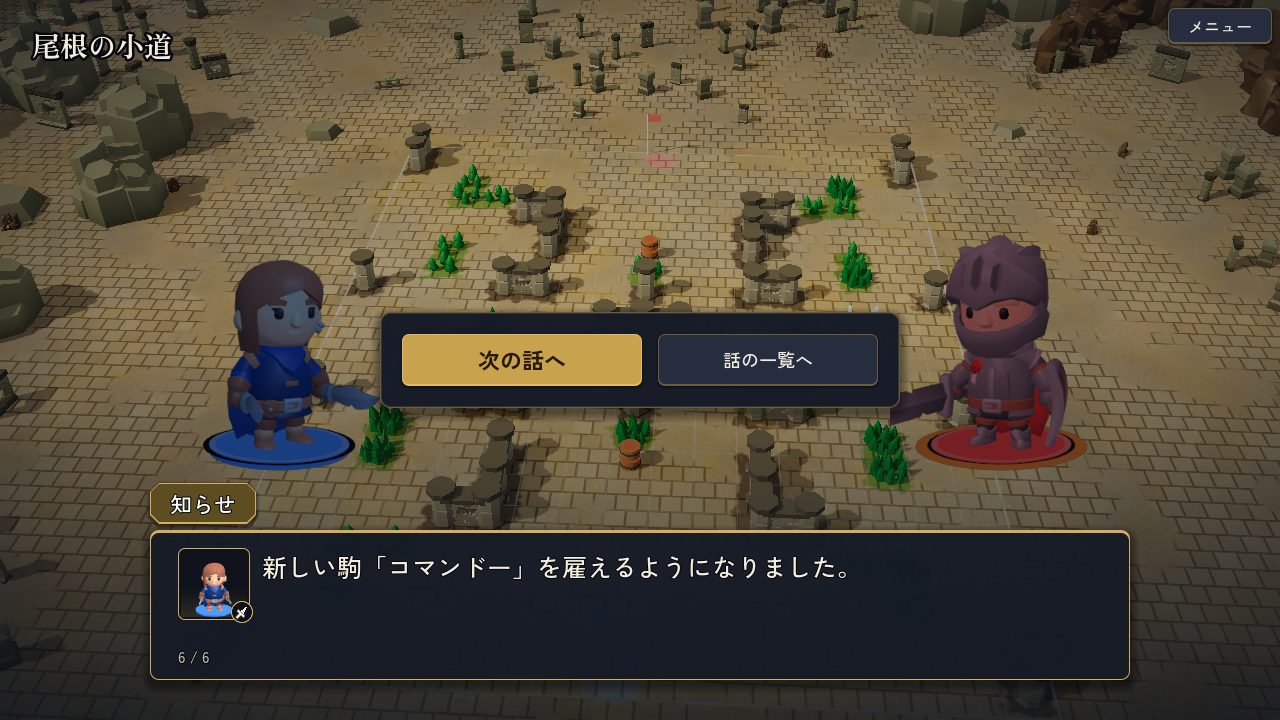 尾根の小道
メニュー
次の話へ
話の一覧へ
知らせ
新しい駒「コマンドー」を雇えるようになりました。
6 / 6